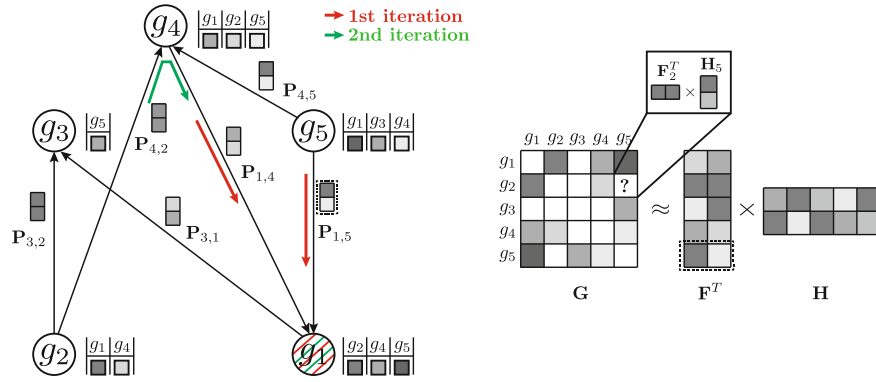 g₄
g₁ g₂ g₅
1st iteration
2nd iteration
P₄,₅
g₃
g₅
P₄,₂
g₅
g₁ g₃ g₄
P₁,₄
P₃,₂
P₃,₁
P₁,₅
g₂
g₁ g₄
g₁
g₂ g₄ g₅
F₂ᵀ × H₅
g₁ g₂ g₃ g₄ g₅
g₁
g₂ ?
g₃
g₄
g₅
≈ ×
G Fᵀ H